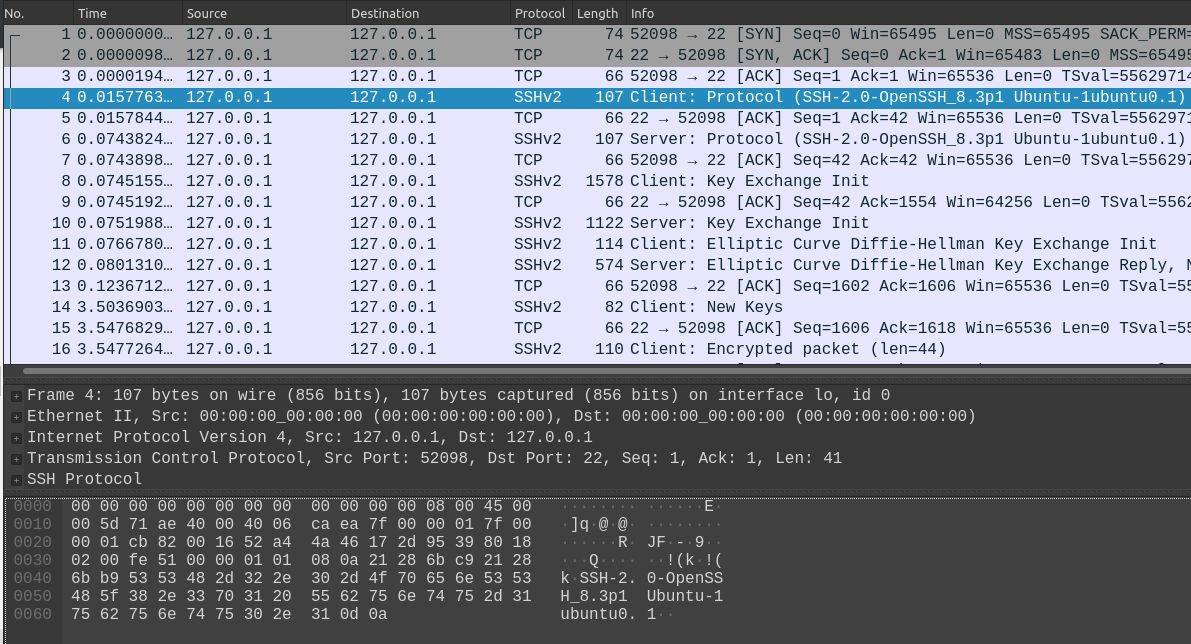 No. Time Source Destination Protocol Length Info
1 0.0000000… 127.0.0.1 127.0.0.1 TCP 74 52098 → 22 [SYN] Seq=0 Win=65495 Len=0 MSS=65495 SACK_PERM=
2 0.0000098… 127.0.0.1 127.0.0.1 TCP 74 22 → 52098 [SYN, ACK] Seq=0 Ack=1 Win=65483 Len=0 MSS=65495
3 0.0000194… 127.0.0.1 127.0.0.1 TCP 66 52098 → 22 [ACK] Seq=1 Ack=1 Win=65536 Len=0 TSval=55629714
4 0.0157763… 127.0.0.1 127.0.0.1 SSHv2 107 Client: Protocol (SSH-2.0-OpenSSH_8.3p1 Ubuntu-1ubuntu0.1)
5 0.0157844… 127.0.0.1 127.0.0.1 TCP 66 22 → 52098 [ACK] Seq=1 Ack=42 Win=65536 Len=0 TSval=5562971
6 0.0743824… 127.0.0.1 127.0.0.1 SSHv2 107 Server: Protocol (SSH-2.0-OpenSSH_8.3p1 Ubuntu-1ubuntu0.1)
7 0.0743898… 127.0.0.1 127.0.0.1 TCP 66 52098 → 22 [ACK] Seq=42 Ack=42 Win=65536 Len=0 TSval=556297
8 0.0745155… 127.0.0.1 127.0.0.1 SSHv2 1578 Client: Key Exchange Init
9 0.0745192… 127.0.0.1 127.0.0.1 TCP 66 22 → 52098 [ACK] Seq=42 Ack=1554 Win=64256 Len=0 TSval=5562
10 0.0751988… 127.0.0.1 127.0.0.1 SSHv2 1122 Server: Key Exchange Init
11 0.0766780… 127.0.0.1 127.0.0.1 SSHv2 114 Client: Elliptic Curve Diffie-Hellman Key Exchange Init
12 0.0801310… 127.0.0.1 127.0.0.1 SSHv2 574 Server: Elliptic Curve Diffie-Hellman Key Exchange Reply, N
13 0.1236712… 127.0.0.1 127.0.0.1 TCP 66 52098 → 22 [ACK] Seq=1602 Ack=1606 Win=65536 Len=0 TSval=55
14 3.5036903… 127.0.0.1 127.0.0.1 SSHv2 82 Client: New Keys
15 3.5476829… 127.0.0.1 127.0.0.1 TCP 66 22 → 52098 [ACK] Seq=1606 Ack=1618 Win=65536 Len=0 TSval=55
16 3.5477264… 127.0.0.1 127.0.0.1 SSHv2 110 Client: Encrypted packet (len=44)
Frame 4: 107 bytes on wire (856 bits), 107 bytes captured (856 bits) on interface lo, id 0
Ethernet II, Src: 00:00:00_00:00:00 (00:00:00:00:00:00), Dst: 00:00:00_00:00:00 (00:00:00:00:00:00)
Internet Protocol Version 4, Src: 127.0.0.1, Dst: 127.0.0.1
Transmission Control Protocol, Src Port: 52098, Dst Port: 22, Seq: 1, Ack: 1, Len: 41
SSH Protocol
0000 00 00 00 00 00 00 00 00 00 00 00 00 08 00 45 00 ········ ······E·
0010 00 5d 71 ae 40 00 40 06 ca ea 7f 00 00 01 7f 00 ·]q·@·@· ········
0020 00 01 cb 82 00 16 52 a4 4a 46 17 2d 95 39 80 18 ······R· JF·-·9··
0030 02 00 fe 51 00 00 01 01 08 0a 21 28 6b c9 21 28 ···Q···· ··!(k·!(
0040 6b b9 53 53 48 2d 32 2e 30 2d 4f 70 65 6e 53 53 k·SSH-2. 0-OpenSS
0050 48 5f 38 2e 33 70 31 20 55 62 75 6e 74 75 2d 31 H_8.3p1 Ubuntu-1
0060 75 62 75 6e 74 75 30 2e 31 0d 0a ubuntu0. 1··